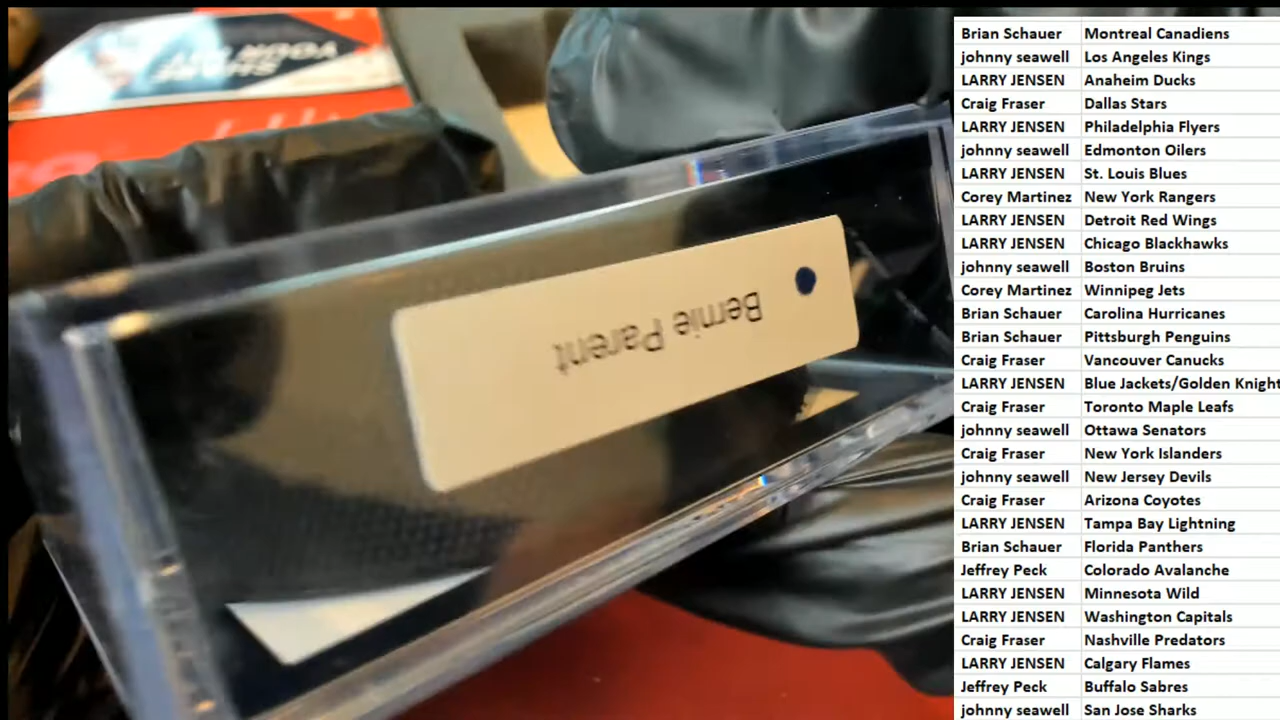 SHARE
YOUR HIT
Bernie Parent
Brian Schauer Montreal Canadiens
johnny seawell Los Angeles Kings
LARRY JENSEN Anaheim Ducks
Craig Fraser Dallas Stars
LARRY JENSEN Philadelphia Flyers
johnny seawell Edmonton Oilers
LARRY JENSEN St. Louis Blues
Corey Martinez New York Rangers
LARRY JENSEN Detroit Red Wings
LARRY JENSEN Chicago Blackhawks
johnny seawell Boston Bruins
Corey Martinez Winnipeg Jets
Brian Schauer Carolina Hurricanes
Brian Schauer Pittsburgh Penguins
Craig Fraser Vancouver Canucks
LARRY JENSEN Blue Jackets/Golden Knight
Craig Fraser Toronto Maple Leafs
johnny seawell Ottawa Senators
Craig Fraser New York Islanders
johnny seawell New Jersey Devils
Craig Fraser Arizona Coyotes
LARRY JENSEN Tampa Bay Lightning
Brian Schauer Florida Panthers
Jeffrey Peck Colorado Avalanche
LARRY JENSEN Minnesota Wild
LARRY JENSEN Washington Capitals
Craig Fraser Nashville Predators
LARRY JENSEN Calgary Flames
Jeffrey Peck Buffalo Sabres
johnny seawell San Jose Sharks